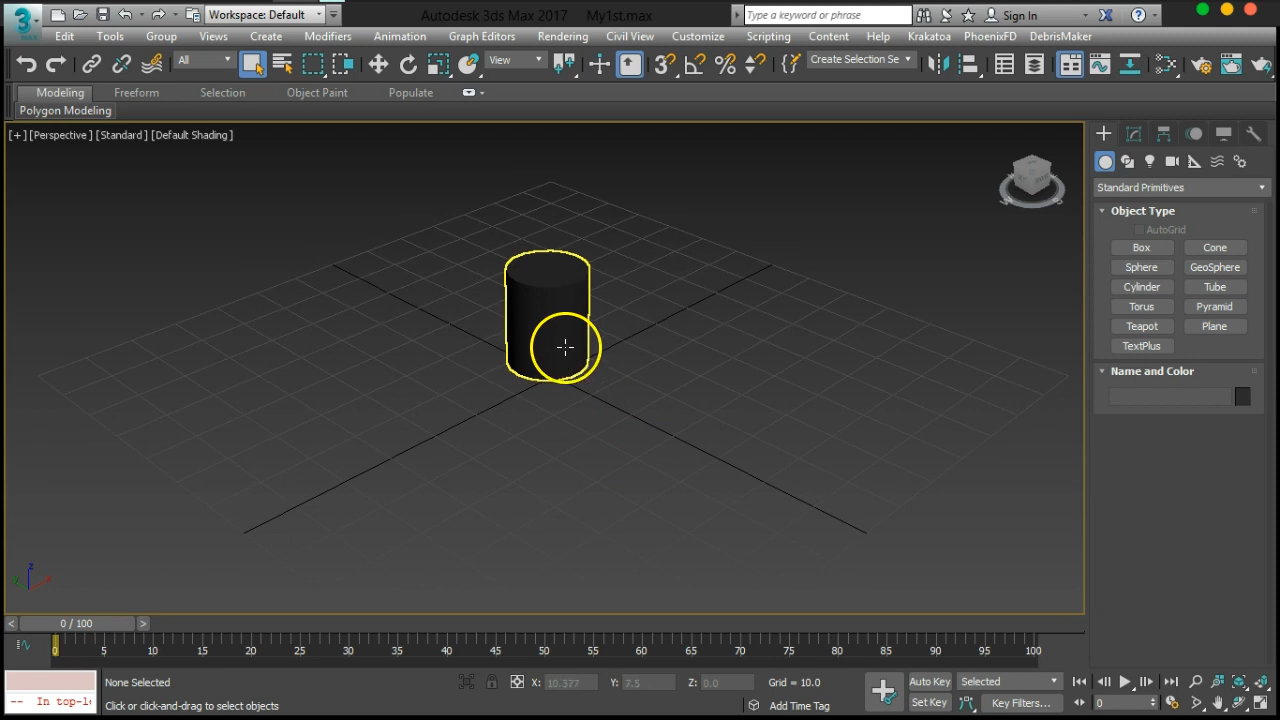 Workspace: Default
Autodesk 3ds Max 2017 My1st.max
Type a keyword or phrase
Sign In
3
MAX
Edit Tools Group Views Create Modifiers Animation Graph Editors Rendering Civil View Customize Scripting Content Help Krakatoa PhoenixFD DebrisMaker
All
View
3
%
Create Selection Se
Modeling Freeform Selection Object Paint Populate
Polygon Modeling
[+] [Perspective] [Standard] [Default Shading]
Standard Primitives
Object Type
AutoGrid
Box Cone
Sphere GeoSphere
Cylinder Tube
Torus Pyramid
Teapot Plane
TextPlus
Name and Color
z
x
< 0 / 100 >
0 5 10 15 20 25 30 35 40 45 50 55 60 65 70 75 80 85 90 95 100
None Selected
X: 10.377 Y: 7.5 Z: 0.0 Grid = 10.0
Auto Key Selected
-- In top-le
Click or click-and-drag to select objects
Add Time Tag
Set Key Key Filters... 0